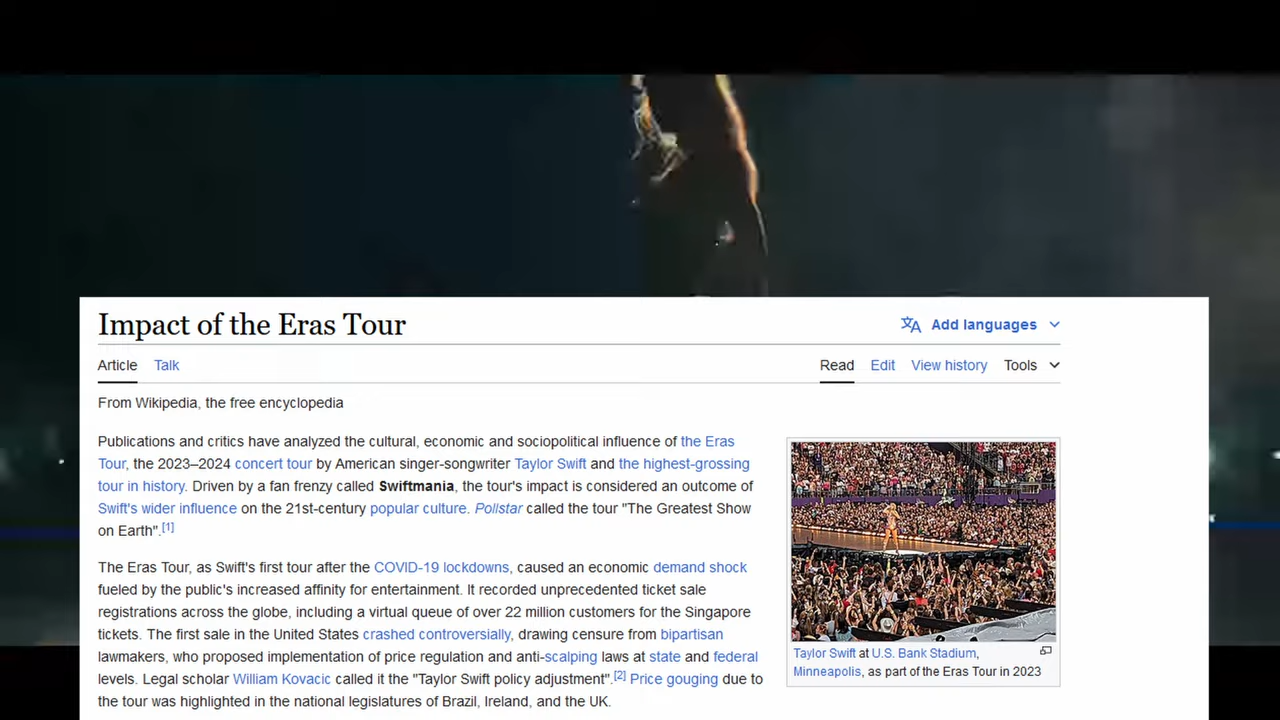 Impact of the Eras Tour
Add languages
Article Talk
Read Edit View history Tools
From Wikipedia, the free encyclopedia
Publications and critics have analyzed the cultural, economic and sociopolitical influence of the Eras
Tour, the 2023–2024 concert tour by American singer-songwriter Taylor Swift and the highest-grossing
tour in history. Driven by a fan frenzy called Swiftmania, the tour's impact is considered an outcome of
Swift's wider influence on the 21st-century popular culture. Pollstar called the tour "The Greatest Show
on Earth".[1]
The Eras Tour, as Swift's first tour after the COVID-19 lockdowns, caused an economic demand shock
fueled by the public's increased affinity for entertainment. It recorded unprecedented ticket sale
registrations across the globe, including a virtual queue of over 22 million customers for the Singapore
tickets. The first sale in the United States crashed controversially, drawing censure from bipartisan
lawmakers, who proposed implementation of price regulation and anti-scalping laws at state and federal
levels. Legal scholar William Kovacic called it the "Taylor Swift policy adjustment".[2] Price gouging due to
the tour was highlighted in the national legislatures of Brazil, Ireland, and the UK.
Taylor Swift at U.S. Bank Stadium,
Minneapolis, as part of the Eras Tour in 2023